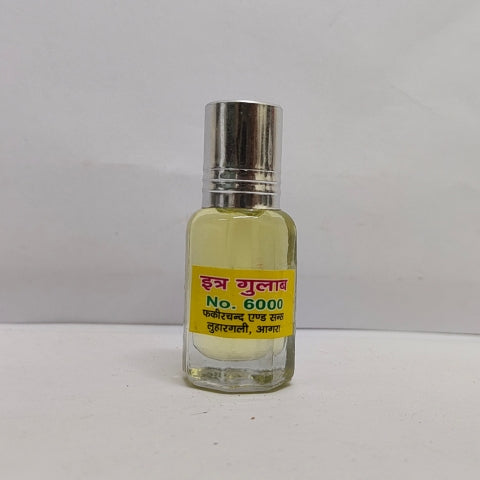 इत्र गुलाब
No. 6000
फकीरचन्द एण्ड सन्स
लुहारगली, आगरा